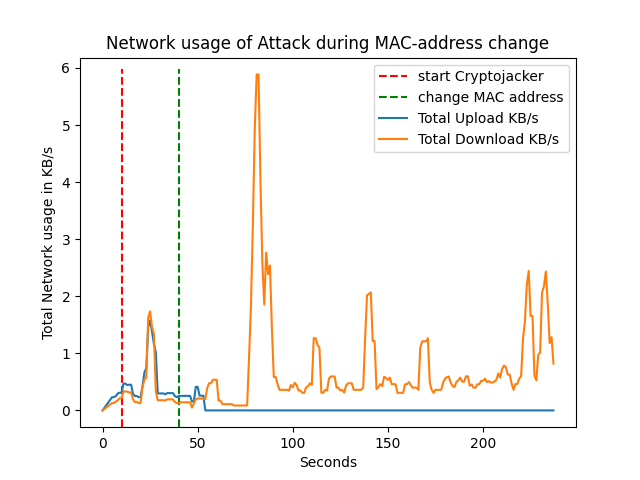 Network usage of Attack during MAC-address change
Total Network usage in KB/s
6
5
4
3
2
1
0
start Cryptojacker
change MAC address
Total Upload KB/s
Total Download KB/s
0 50 100 150 200
Seconds